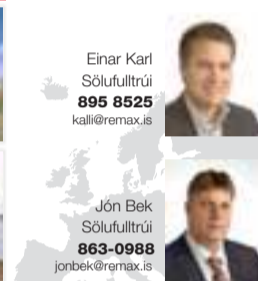 Einar Karl
Sölufulltrúi
895 8525
kalli@remax.is
Jón Bek
Sölufulltrúi
863-0988
jonbek@remax.is